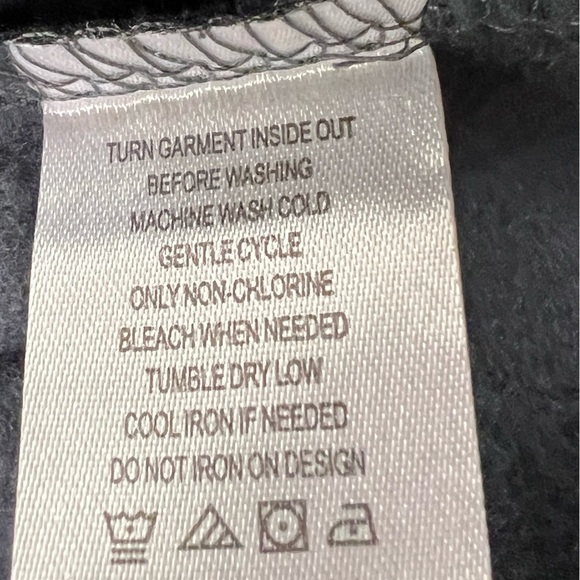 TURN GARMENT INSIDE OUT
BEFORE WASHING
MACHINE WASH COLD
GENTLE CYCLE
ONLY NON-CHLORINE
BLEACH WHEN NEEDED
TUMBLE DRY LOW
COOL IRON IF NEEDED
DO NOT IRON ON DESIGN